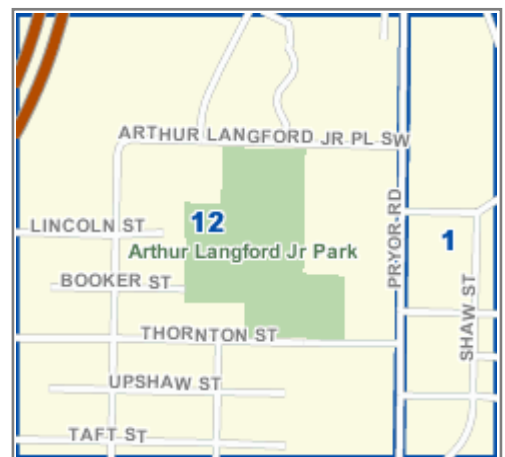 ARTHUR LANGFORD JR PL SW
LINCOLN ST
12
Arthur Langford Jr Park
PRYOR RD
1
BOOKER ST
SHAW ST
THORNTON ST
UPSHAW ST
TAFT ST